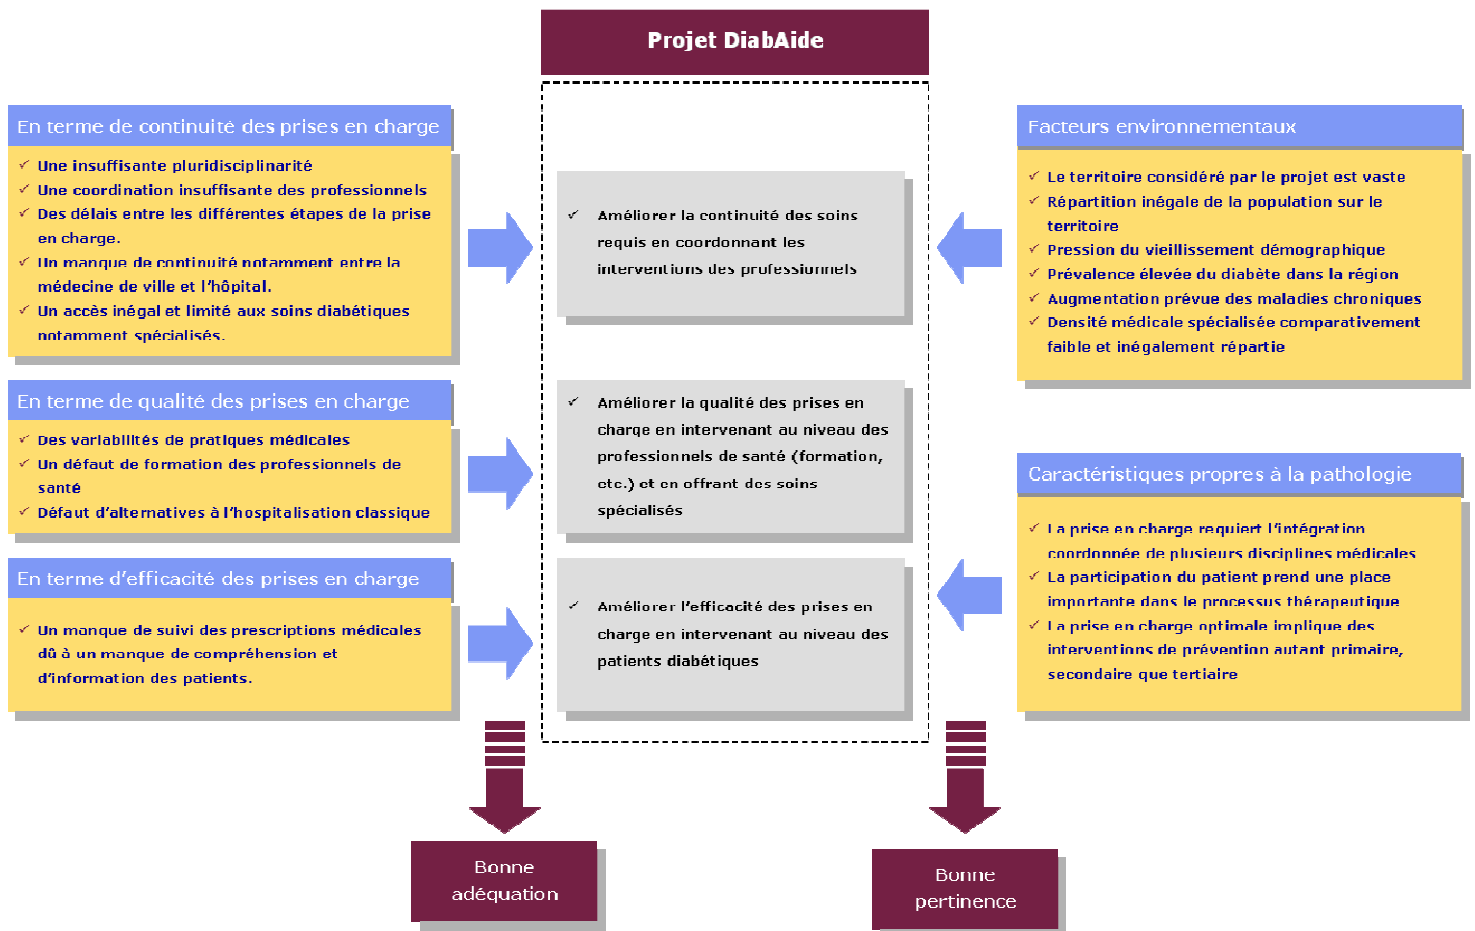 Projet DiabAide
En terme de continuité des prises en charge
✓ Une insuffisante pluridisciplinarité
✓ Une coordination insuffisante des professionnels
✓ Des délais entre les différentes étapes de la prise
en charge.
✓ Un manque de continuité notamment entre la
médecine de ville et l'hôpital.
✓ Un accès inégal et limité aux soins diabétiques
notamment spécialisés.
En terme de qualité des prises en charge
✓ Des variabilités de pratiques médicales
✓ Un défaut de formation des professionnels de
santé
✓ Défaut d'alternatives à l'hospitalisation classique
En terme d'efficacité des prises en charge
✓ Un manque de suivi des prescriptions médicales
dû à un manque de compréhension et
d'information des patients.
✓ Améliorer la continuité des soins
requis en coordonnant les
interventions des professionnels
✓ Améliorer la qualité des prises en
charge en intervenant au niveau des
professionnels de santé (formation,
etc.) et en offrant des soins
spécialisés
✓ Améliorer l'efficacité des prises en
charge en intervenant au niveau des
patients diabétiques
Facteurs environnementaux
✓ Le territoire considéré par le projet est vaste
✓ Répartition inégale de la population sur le
territoire
✓ Pression du vieillissement démographique
✓ Prévalence élevée du diabète dans la région
✓ Augmentation prévue des maladies chroniques
✓ Densité médicale spécialisée comparativement
faible et inégalement répartie
Caractéristiques propres à la pathologie
✓ La prise en charge requiert l'intégration
coordonnée de plusieurs disciplines médicales
✓ La participation du patient prend une place
importante dans le processus thérapeutique
✓ La prise en charge optimale implique des
interventions de prévention autant primaire,
secondaire que tertiaire
Bonne
adéquation
Bonne
pertinence